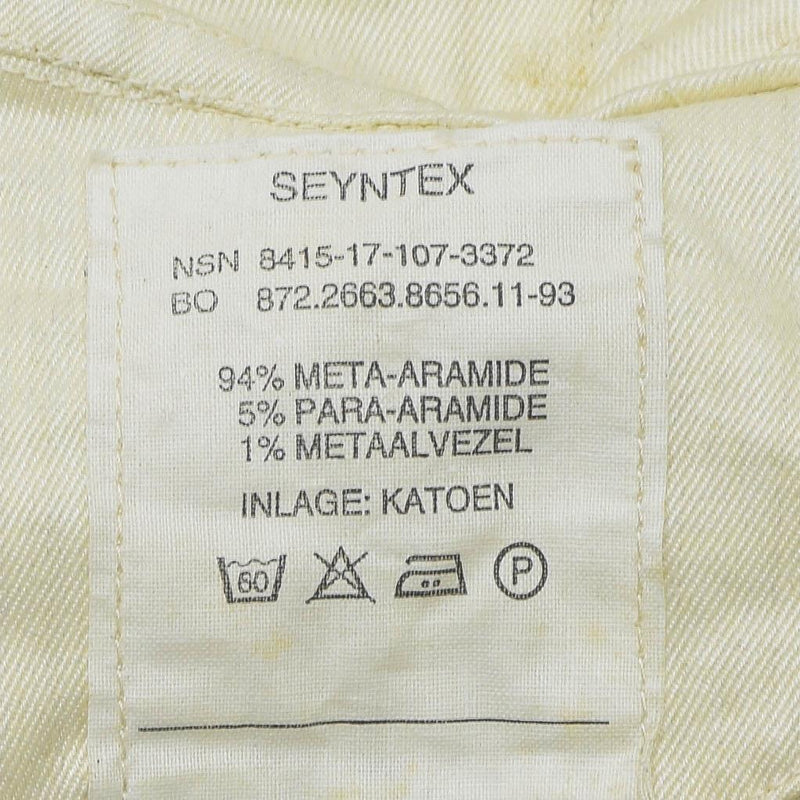 SEYNTEX
NSN 8415-17-107-3372
BO 872.2663.8656.11-93
94% META-ARAMIDE
5% PARA-ARAMIDE
1% METAALVEZEL
INLAGE: KATOEN
60 P